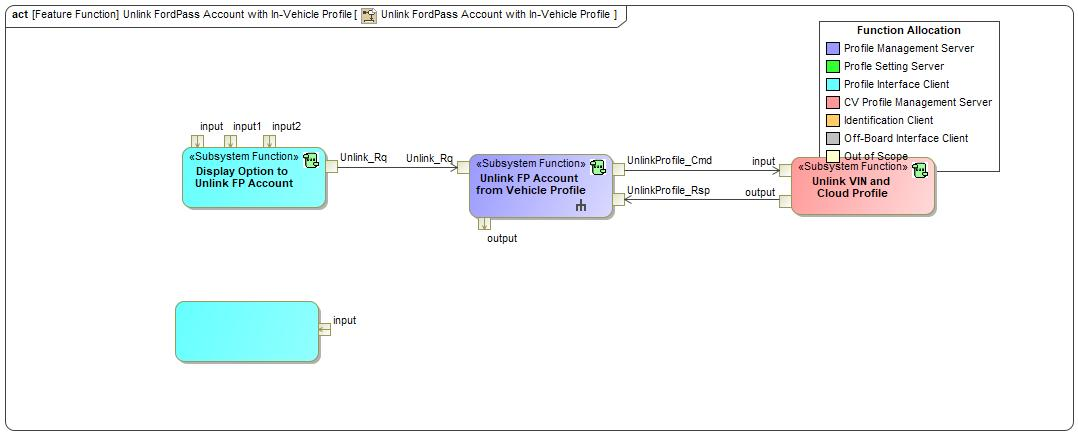 act [Feature Function] Unlink FordPass Account with In-Vehicle Profile [ Unlink FordPass Account with In-Vehicle Profile ]
Function Allocation
Profile Management Server
Profle Setting Server
Profile Interface Client
CV Profile Management Server
Identification Client
Off-Board Interface Client
Out of Scope
input
input1
input2
«Subsystem Function»
Display Option to
Unlink FP Account
Unlink_Rq
Unlink_Rq
«Subsystem Function»
Unlink FP Account
from Vehicle Profile
output
UnlinkProfile_Cmd
input
UnlinkProfile_Rsp
output
«Subsystem Function»
Unlink VIN and
Cloud Profile
input